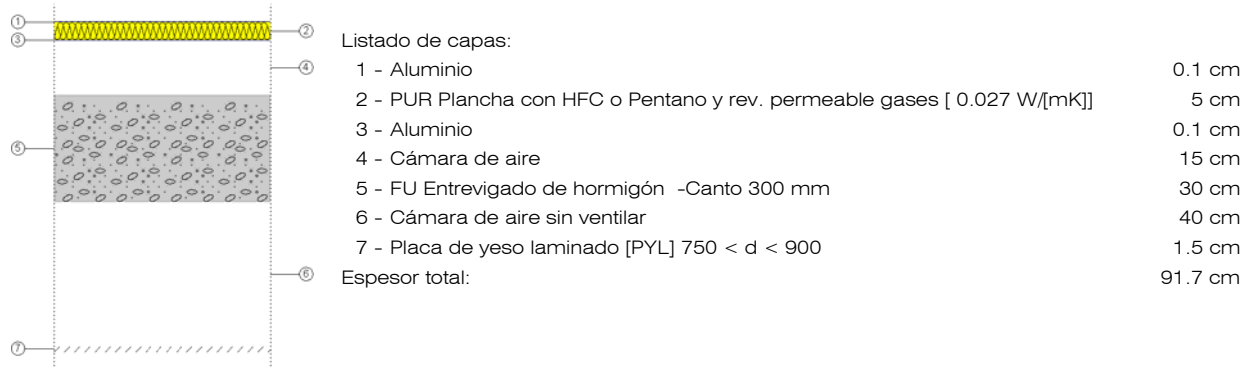 1
2
3
4
5
6
7
Listado de capas:
1 - Aluminio 0.1 cm
2 - PUR Plancha con HFC o Pentano y rev. permeable gases [ 0.027 W/[mK]] 5 cm
3 - Aluminio 0.1 cm
4 - Cámara de aire 15 cm
5 - FU Entrevigado de hormigón -Canto 300 mm 30 cm
6 - Cámara de aire sin ventilar 40 cm
7 - Placa de yeso laminado [PYL] 750 < d < 900 1.5 cm
Espesor total: 91.7 cm